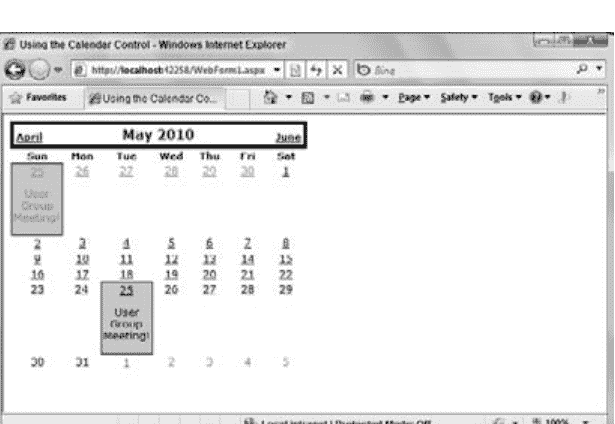 Using the Calendar Control - Windows Internet Explorer
http://localhost:12258/WebForm1.aspx
Bing
Favorites Using the Calendar Co...
Page Safety Tools
April May 2010 June
Sun Mon Tue Wed Thu Fri Sat
25 26 27 28 29 30 1
User
Group
Meeting!
2 3 4 5 6 7 8
9 10 11 12 13 14 15
16 17 18 19 20 21 22
23 24 25 26 27 28 29
User
Group
Meeting!
30 31 1 2 3 4 5
Local intranet | Protected Mode: Off 100%